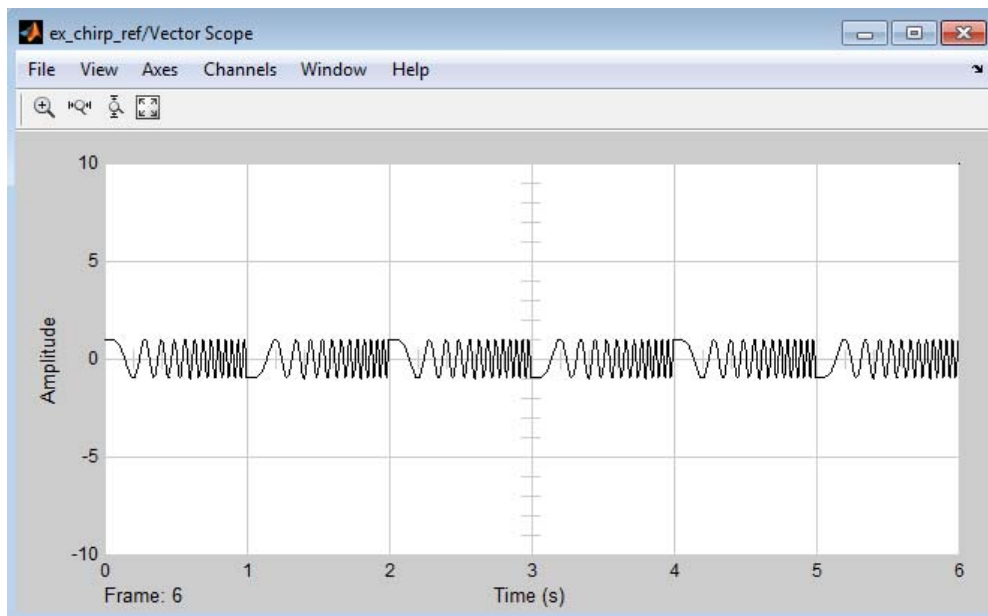 ex_chirp_ref/Vector Scope
File View Axes Channels Window Help
10
5
0
-5
-10
Amplitude
0 1 2 3 4 5 6
Frame: 6 Time (s)